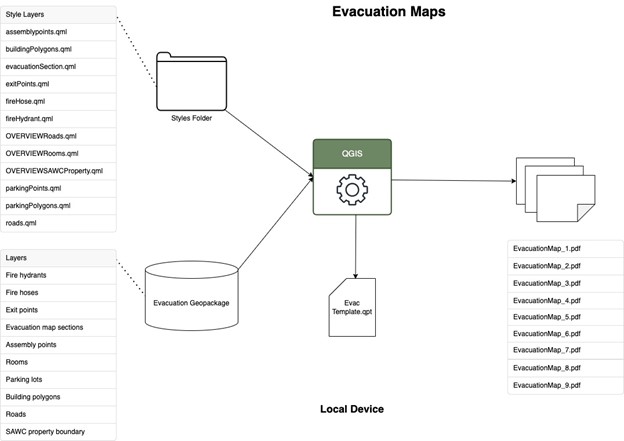 Evacuation Maps
Style Layers
assemblypoints.qml
buildingPolygons.qml
evacuationSection.qml
exitPoints.qml
fireHose.qml
fireHydrant.qml
OVERVIEWRoads.qml
OVERVIEWRooms.qml
OVERVIEWSAWCProperty.qml
parkingPoints.qml
parkingPolygons.qml
roads.qml
Styles Folder
QGIS
Layers
Fire hydrants
Fire hoses
Exit points
Evacuation map sections
Assembly points
Rooms
Parking lots
Building polygons
Roads
SAWC property boundary
Evacuation Geopackage
Evac
Template.qpt
EvacuationMap_1.pdf
EvacuationMap_2.pdf
EvacuationMap_3.pdf
EvacuationMap_4.pdf
EvacuationMap_5.pdf
EvacuationMap_6.pdf
EvacuationMap_7.pdf
EvacuationMap_8.pdf
EvacuationMap_9.pdf
Local Device